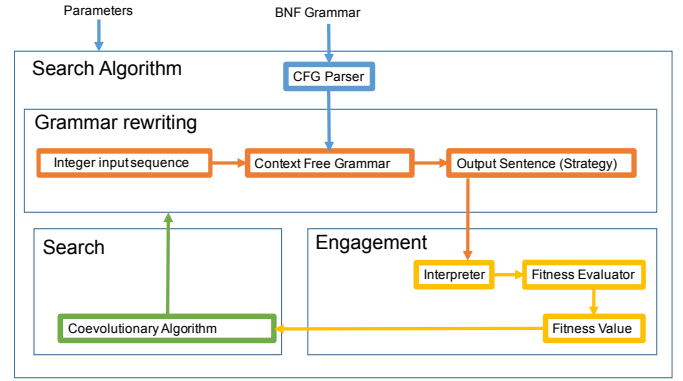 Parameters
BNF Grammar
Search Algorithm
CFG Parser
Grammar rewriting
Integer input sequence
Context Free Grammar
Output Sentence (Strategy)
Search
Engagement
Interpreter
Fitness Evaluator
Coevolutionary Algorithm
Fitness Value